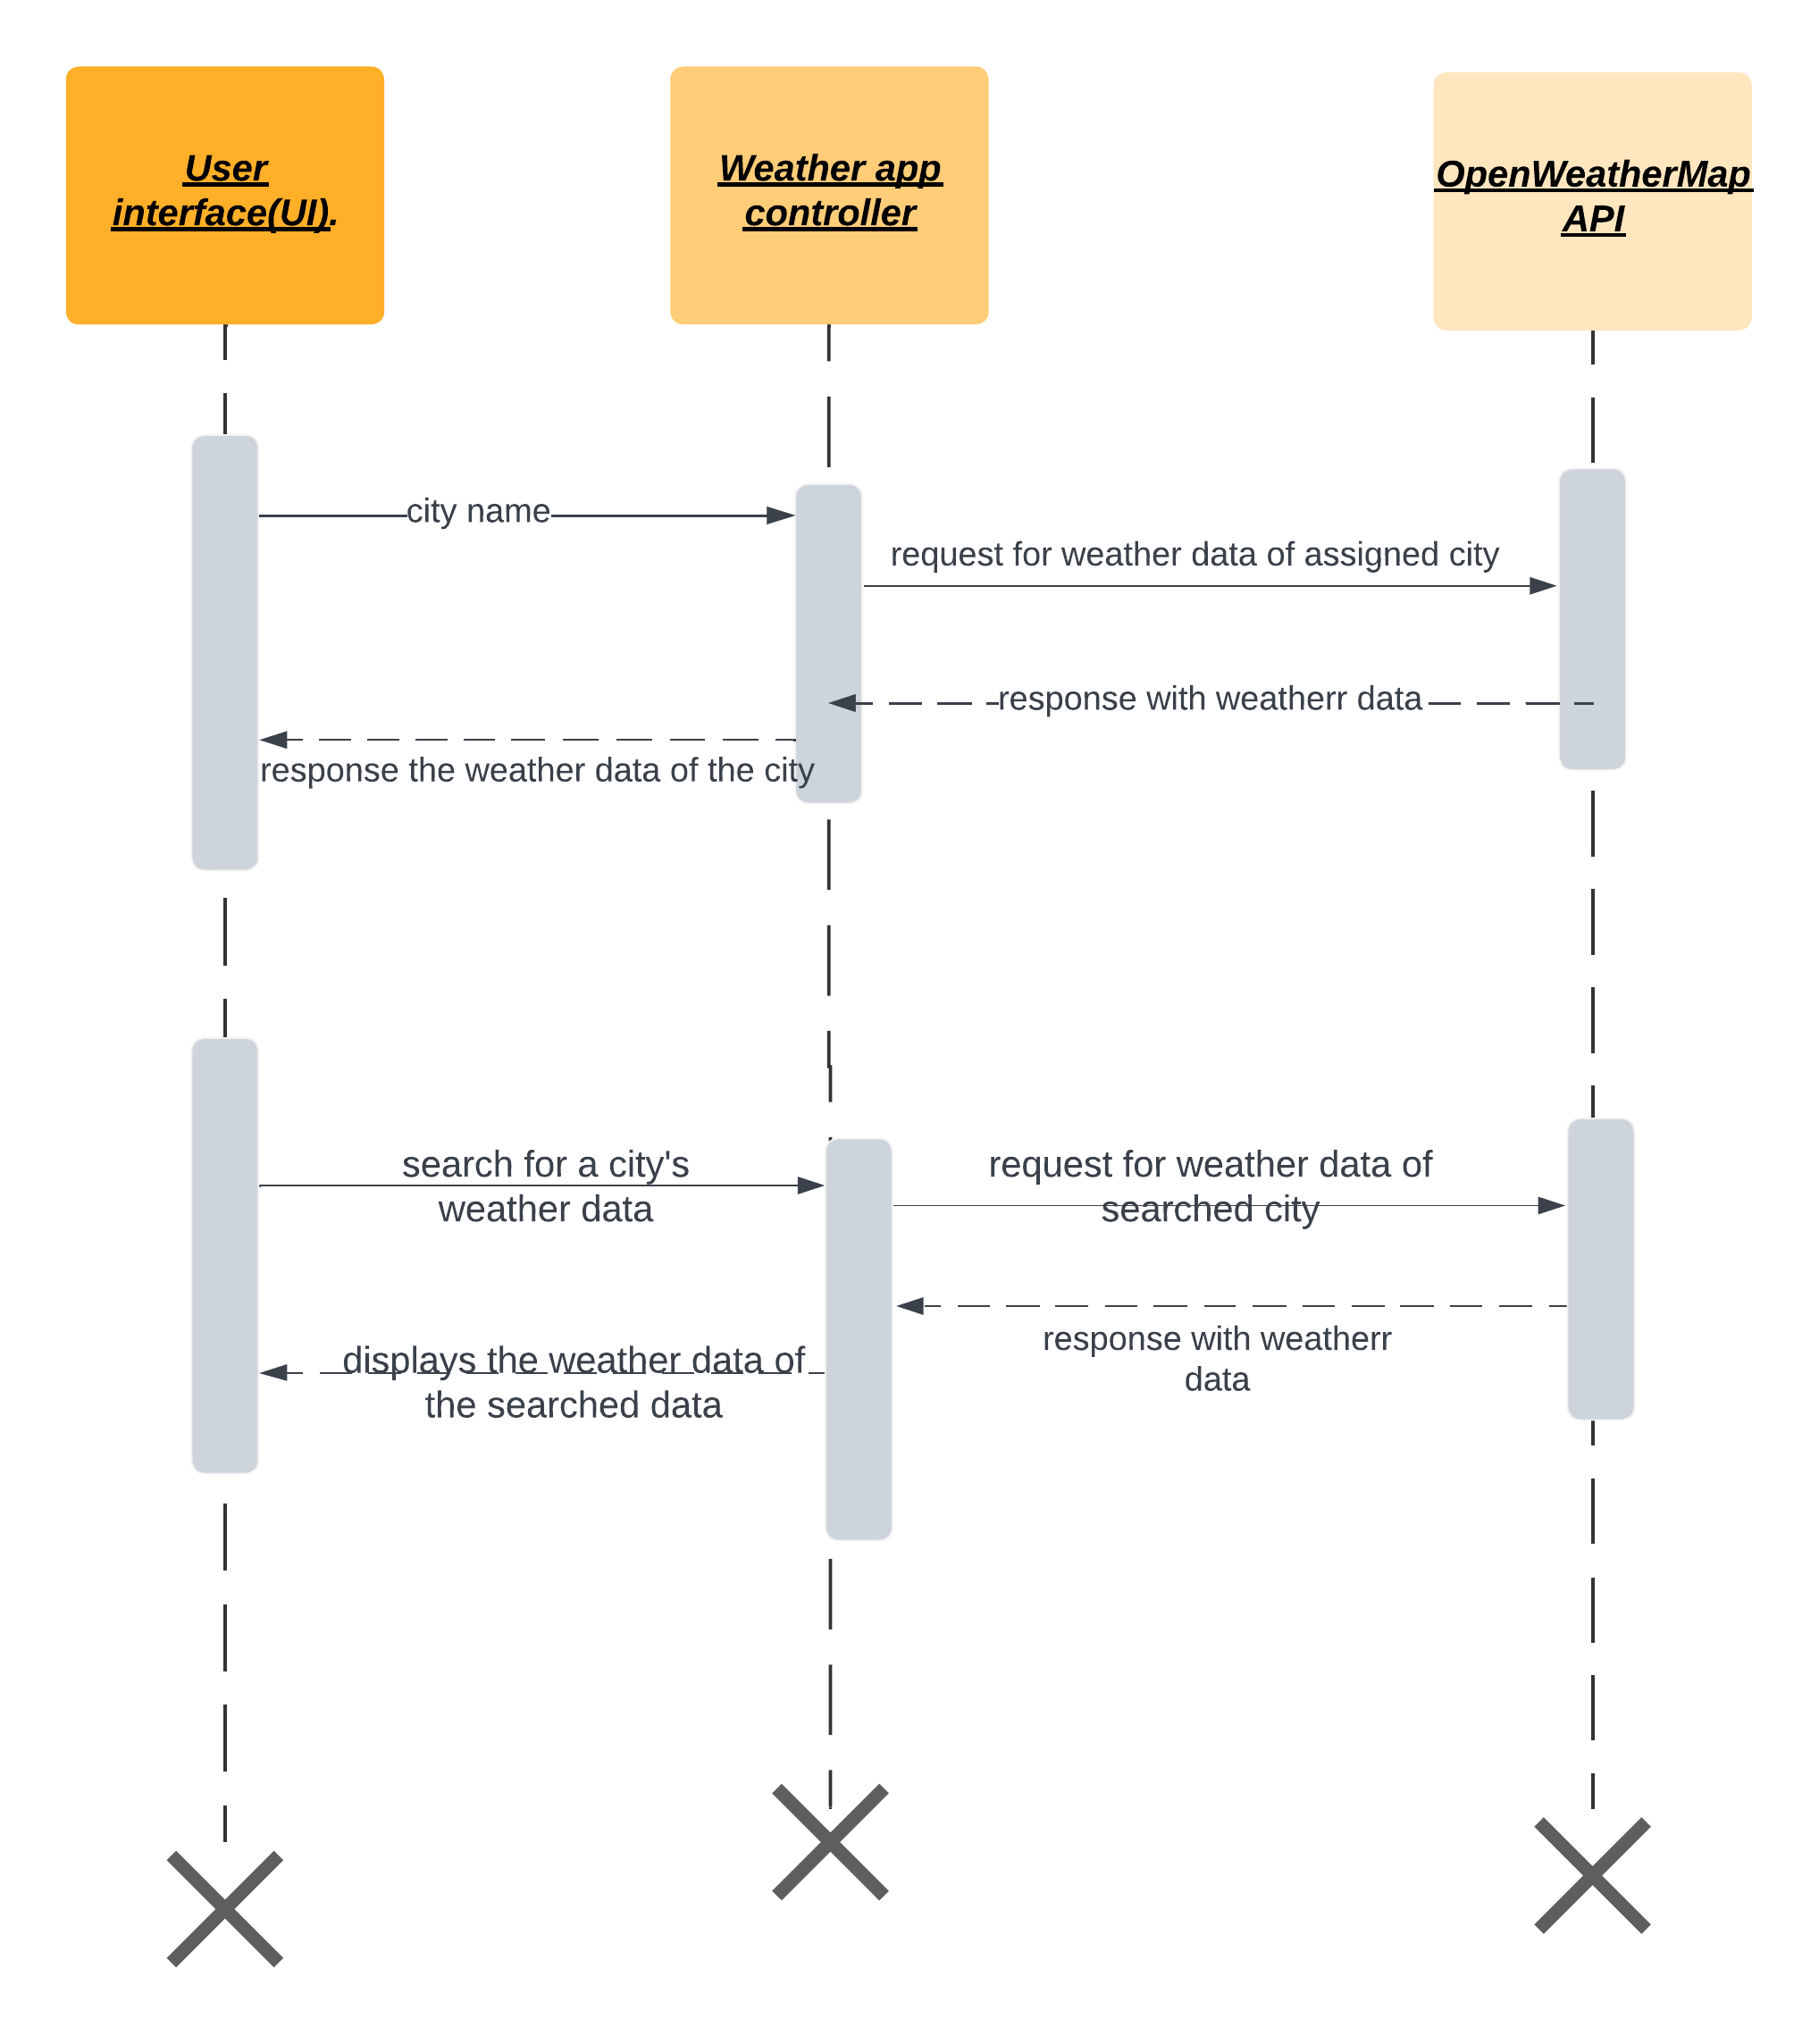 User
interface(UI).
Weather app
controller
OpenWeatherMap
API
city name
request for weather data of assigned city
response with weatherr data
response the weather data of the city
search for a city's
weather data
request for weather data of
searched city
response with weatherr
data
displays the weather data of
the searched data